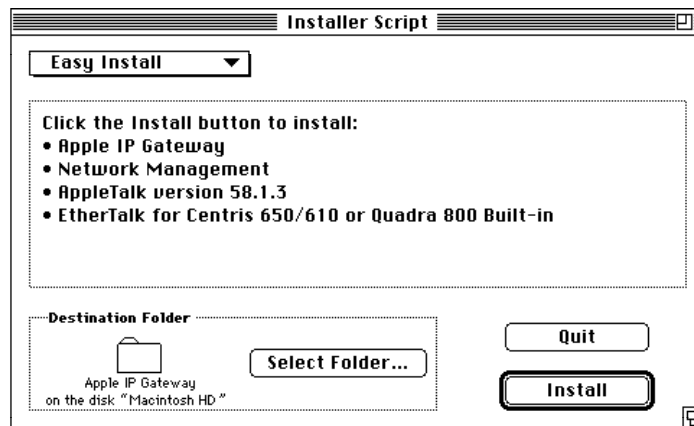 Installer Script
Easy Install
Click the Install button to install:
• Apple IP Gateway
• Network Management
• AppleTalk version 58.1.3
• EtherTalk for Centris 650/610 or Quadra 800 Built-in
Destination Folder
Select Folder...
Apple IP Gateway
on the disk “Macintosh HD”
Quit
Install